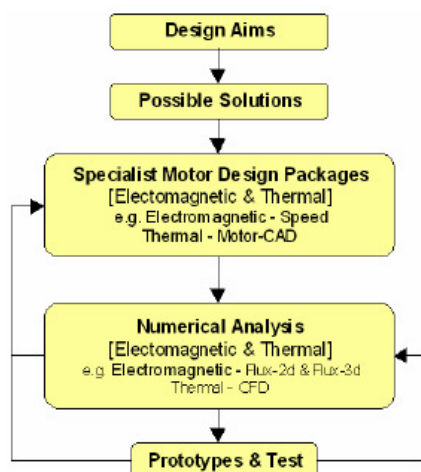 Design Aims
Possible Solutions
Specialist Motor Design Packages
[Electomagnetic & Thermal]
e.g. Electromagnetic - Speed
Thermal - Motor-CAD
Numerical Analysis
[Electomagnetic & Thermal]
e.g. Electromagnetic - Flux-2d & Flux-3d
Thermal - CFD
Prototypes & Test